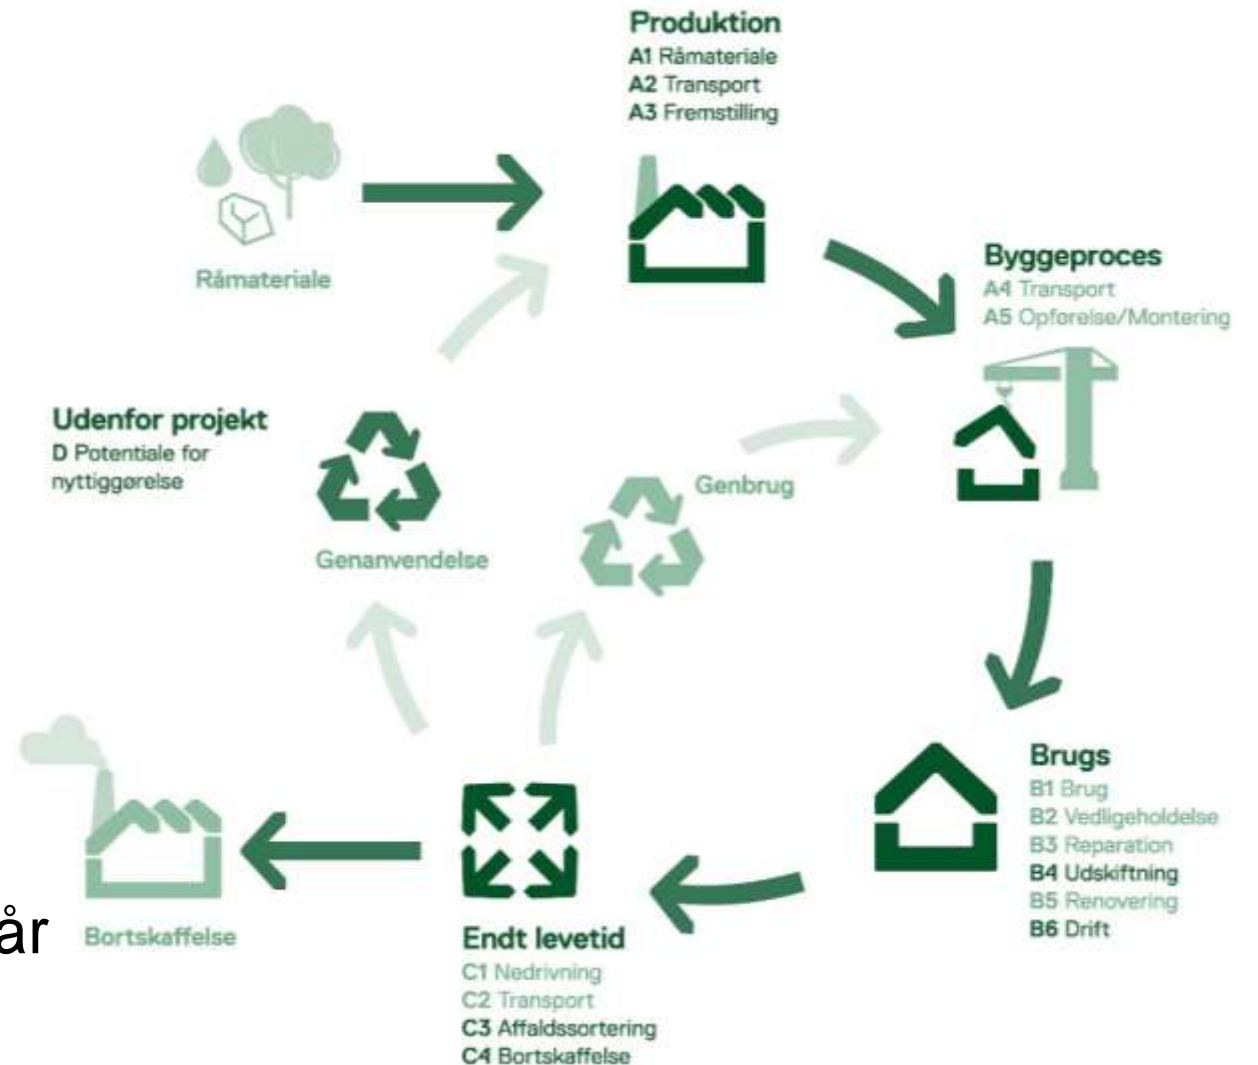 Produktion
A1 Råmateriale
A2 Transport
A3 Fremstilling
Råmateriale
Byggeproces
A4 Transport
A5 Opførelse/Montering
Udenfor projekt
D Potentiale for
nyttiggørelse
Genanvendelse
Genbrug
Brugs
B1 Brug
B2 Vedligeholdelse
B3 Reparation
B4 Udskiftning
B5 Renovering
B6 Drift
år
Bortskaffelse
Endt levetid
C1 Nedrivning
C2 Transport
C3 Affaldssortering
C4 Bortskaffelse